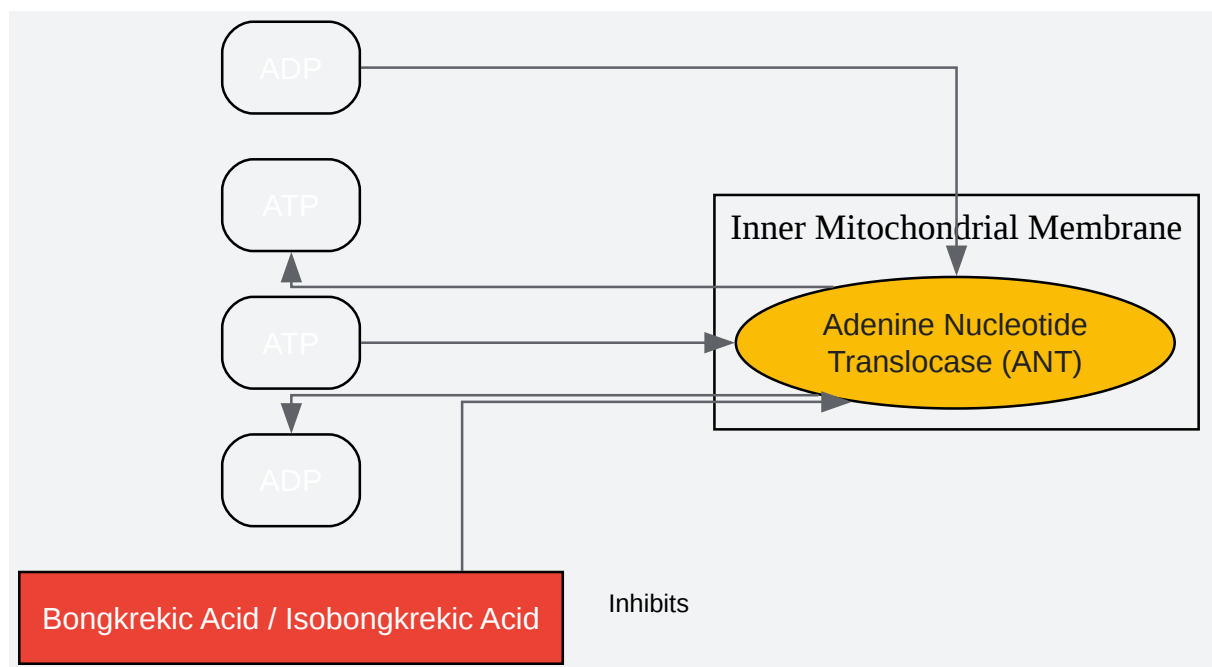 ADP
ATP
Inner Mitochondrial Membrane
Adenine Nucleotide
Translocase (ANT)
ATP
ADP
Bongkrekic Acid / Isobongkrekic Acid
Inhibits